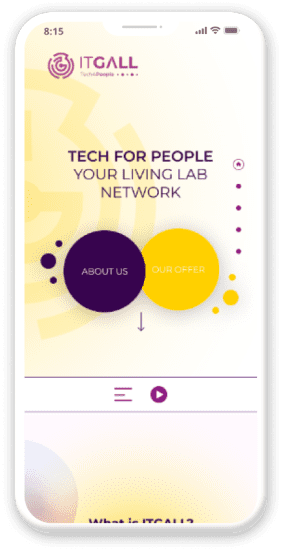 8:15
ITGALL
Tech4People
TECH FOR PEOPLE
YOUR LIVING LAB
NETWORK
ABOUT US
OUR OFFER
What is ITGALL?